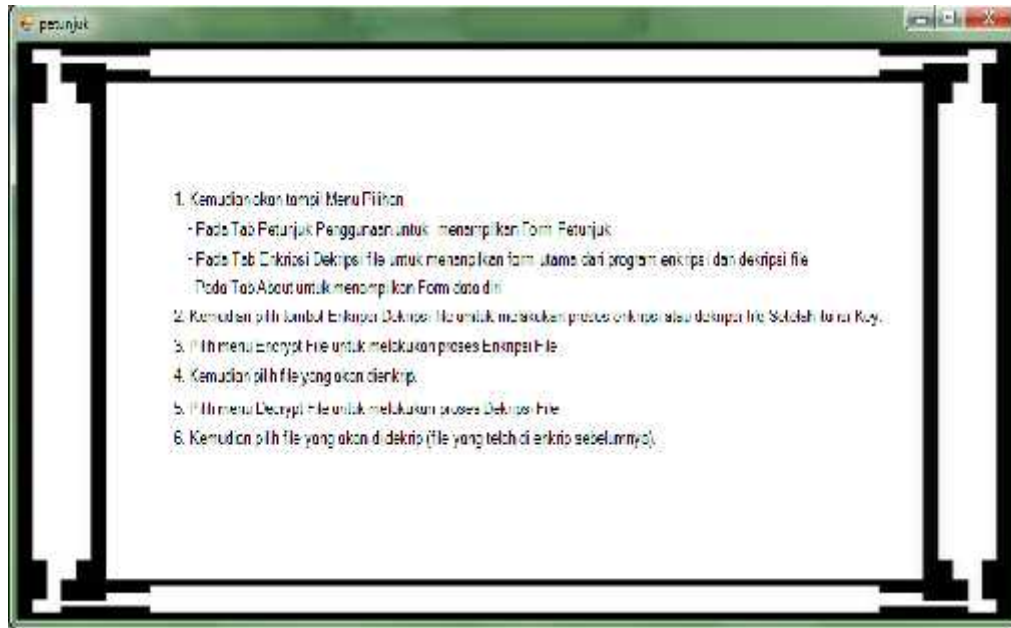 petunjuk
1. Kemudian akan tampil Menu Pilihan
- Pada Tab Petunjuk Penggunaan untuk menampilkan Form Petunjuk
- Pada Tab Enkripsi Dekripsi file untuk menampilkan form utama dari program enkripsi dan dekripsi file
Pada Tab About untuk menampilkan Form data diri
2. Kemudian pilih tombol Enkripsi Dekripsi file untuk melakukan proses enkripsi atau dekripsi file Setelah itu isi Key.
3. Pilih menu Encrypt File untuk melakukan proses Enkripsi File
4. Kemudian pilih file yang akan dienkrip.
5. Pilih menu Decrypt File untuk melakukan proses Dekripsi File
6. Kemudian pilih file yang akan di dekrip (file yang telah di enkrip sebelumnya).